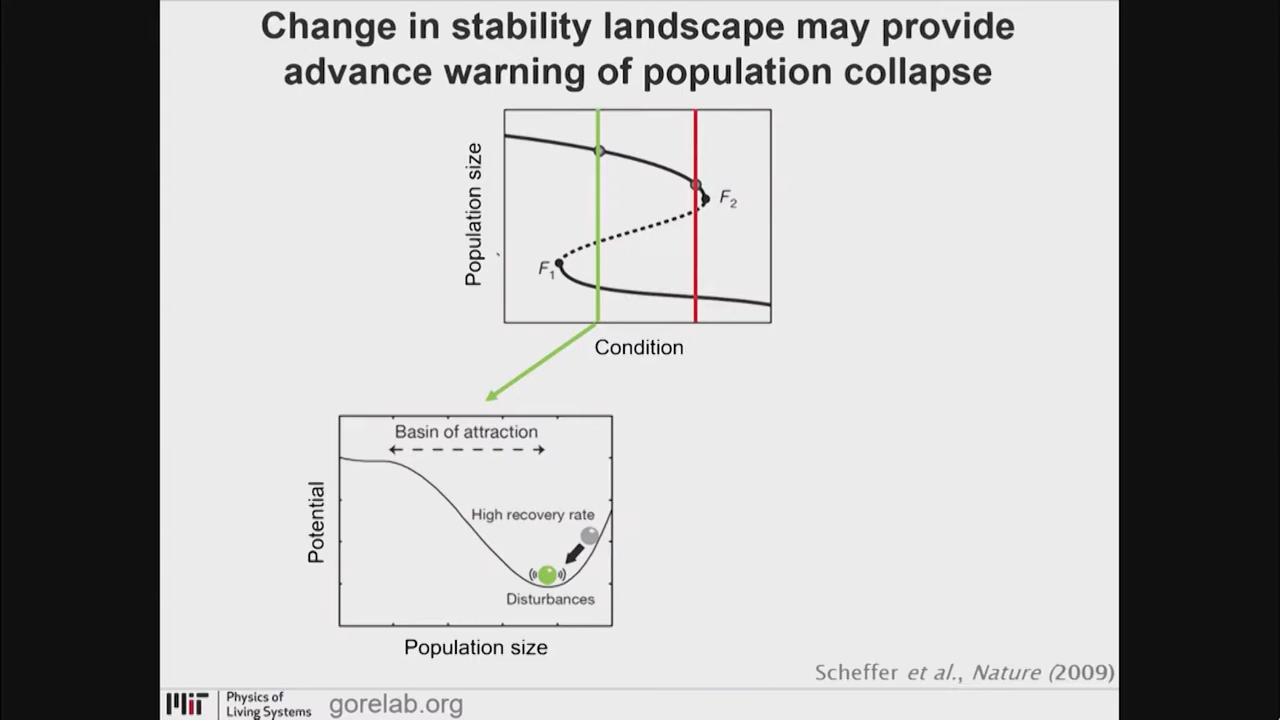 Change in stability landscape may provide
advance warning of population collapse
Population size
F2
F1
Condition
Basin of attraction
High recovery rate
Disturbances
Potential
Population size
Scheffer et al., Nature (2009)
MIT
Physics of
Living Systems
gorelab.org